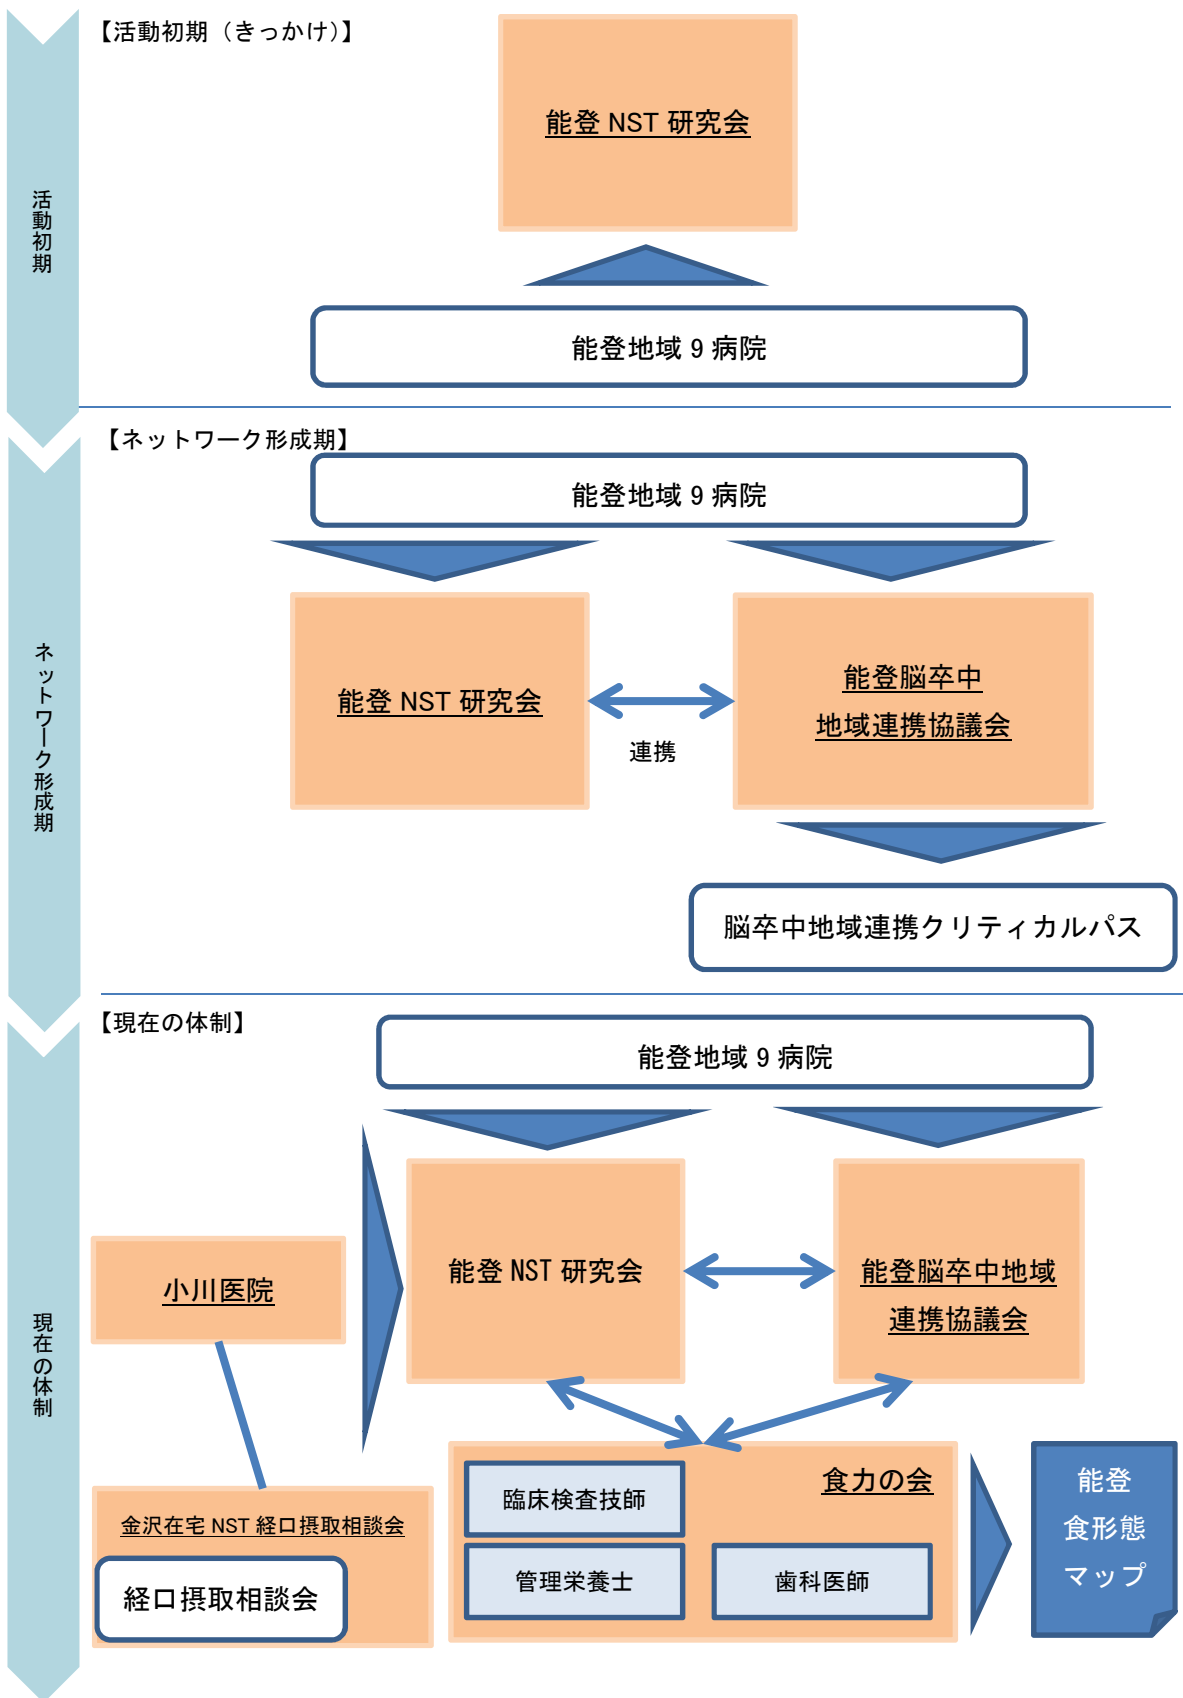 【活動初期（きっかけ）】
能登 NST 研究会
活動初期
能登地域 9 病院
【ネットワーク形成期】
能登地域 9 病院
能登 NST 研究会
連携
能登脳卒中
地域連携協議会
ネットワーク形成期
脳卒中地域連携クリティカルパス
【現在の体制】
能登地域 9 病院
能登 NST 研究会
能登脳卒中地域
連携協議会
小川医院
現在の体制
金沢在宅 NST 経口摂取相談会
経口摂取相談会
食力の会
臨床検査技師
管理栄養士
歯科医師
能登
食形態
マップ